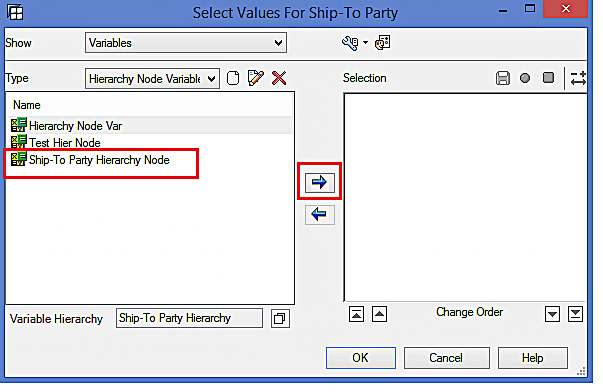 Select Values For Ship-To Party
Show
Variables
Type
Hierarchy Node Variable
Selection
Name
Hierarchy Node Var
Test Hier Node
Ship-To Party Hierarchy Node
Variable Hierarchy
Ship-To Party Hierarchy
Change Order
OK
Cancel
Help